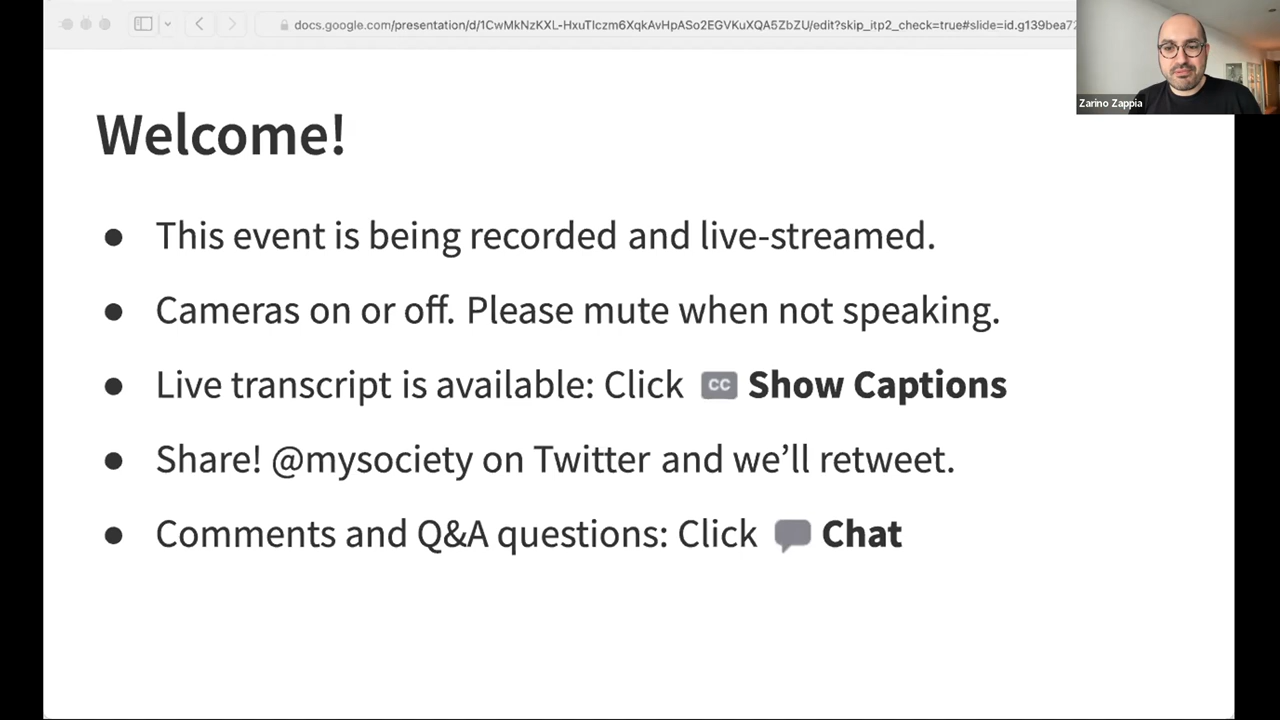 docs.google.com/presentation/d/1CwMkNzKXL-HxuTlczm6XqkAvHpASo2EGVKuXQA5ZbZU/edit?skip_itp2_check=true#slide=id.g139bea7
Zarino Zappia
Welcome!
● This event is being recorded and live-streamed.
● Cameras on or off. Please mute when not speaking.
● Live transcript is available: Click CC Show Captions
● Share! @mysociety on Twitter and we’ll retweet.
● Comments and Q&A questions: Click Chat